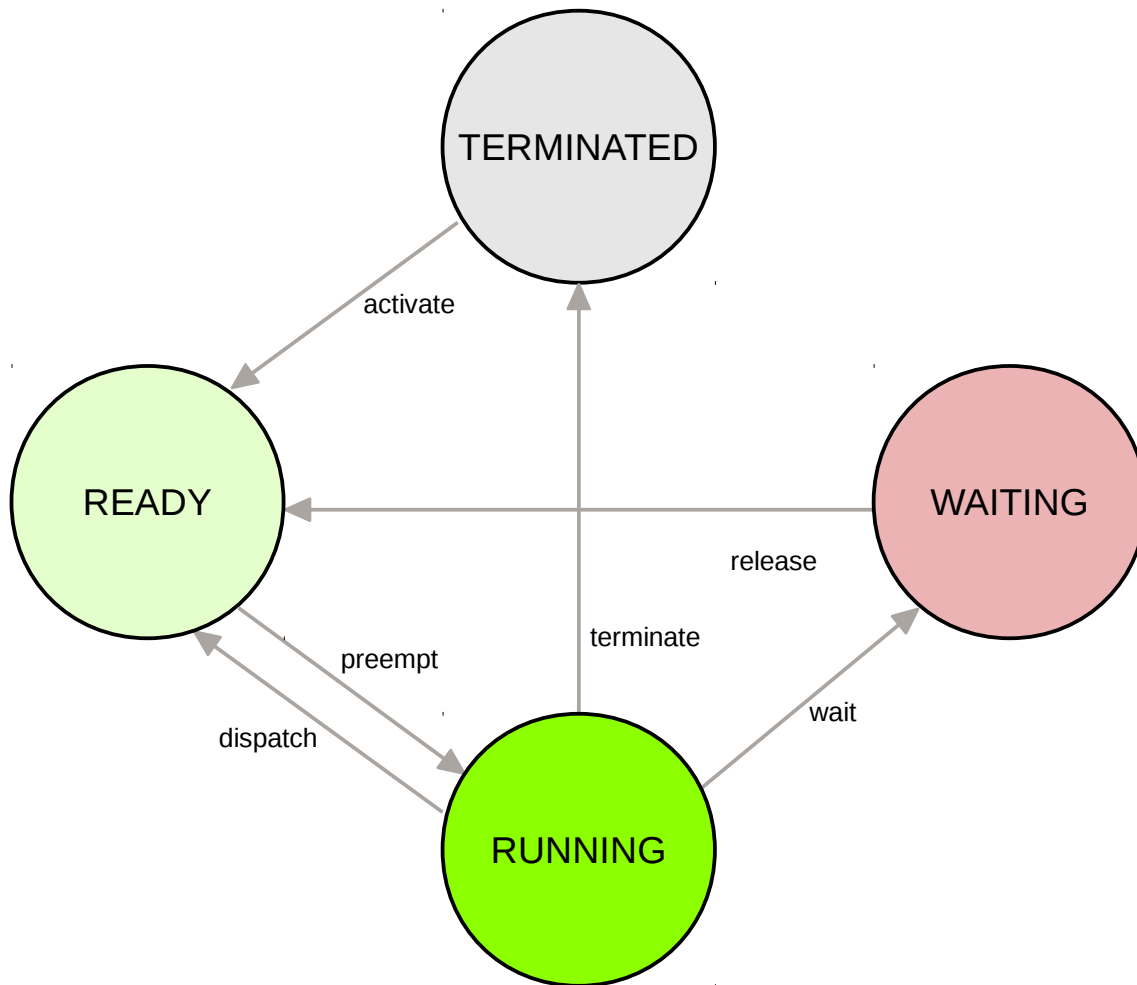 TERMINATED
activate
READY
WAITING
release
terminate
preempt
wait
dispatch
RUNNING